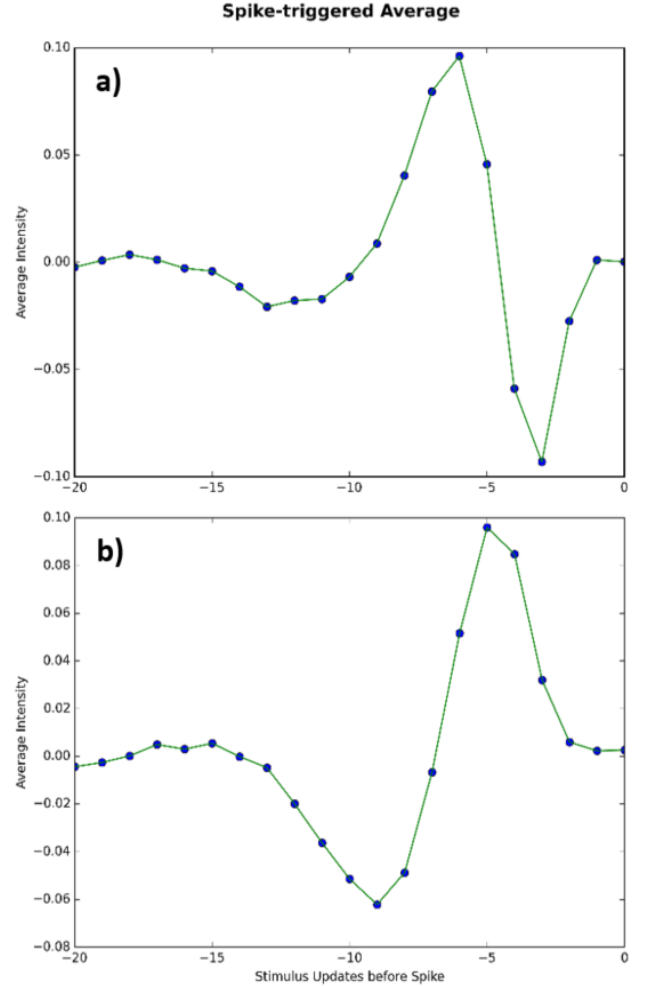 Spike-triggered Average
a)
0.10
0.05
0.00
−0.05
−0.10
Average Intensity
−20 −15 −10 −5 0
b)
0.10
0.08
0.06
0.04
0.02
0.00
−0.02
−0.04
−0.06
−0.08
Average Intensity
−20 −15 −10 −5 0
Stimulus Updates before Spike